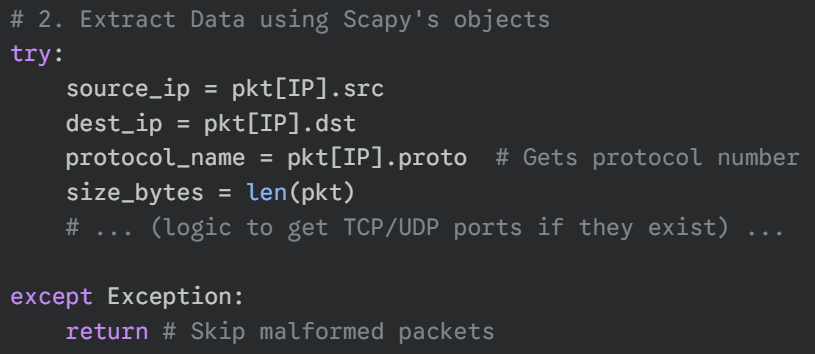 # 2. Extract Data using Scapy's objects
try:
    source_ip = pkt[IP].src
    dest_ip = pkt[IP].dst
    protocol_name = pkt[IP].proto  # Gets protocol number
    size_bytes = len(pkt)
    # ... (logic to get TCP/UDP ports if they exist) ...

except Exception:
    return # Skip malformed packets